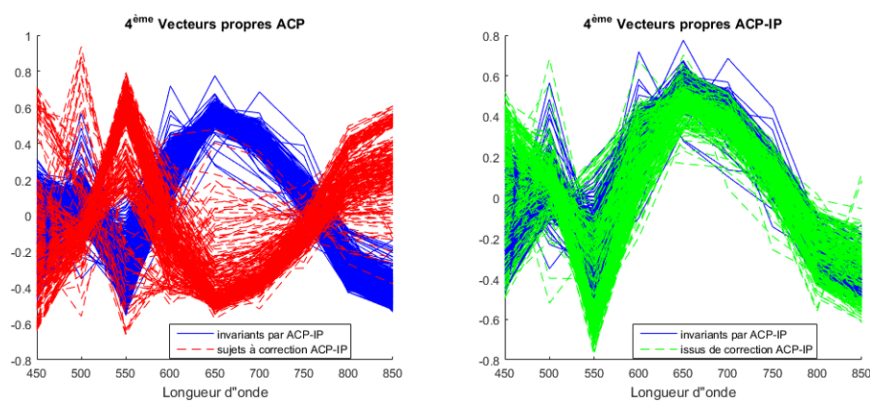 4ème Vecteurs propres ACP
1
0.8
0.6
0.4
0.2
0
-0.2
-0.4
-0.6
-0.8
450 500 550 600 650 700 750 800 850
Longueur d"onde
invariants par ACP-IP
sujets à correction ACP-IP
4ème Vecteurs propres ACP-IP
0.8
0.6
0.4
0.2
0
-0.2
-0.4
-0.6
-0.8
450 500 550 600 650 700 750 800 850
Longueur d"onde
invariants par ACP-IP
issus de correction ACP-IP